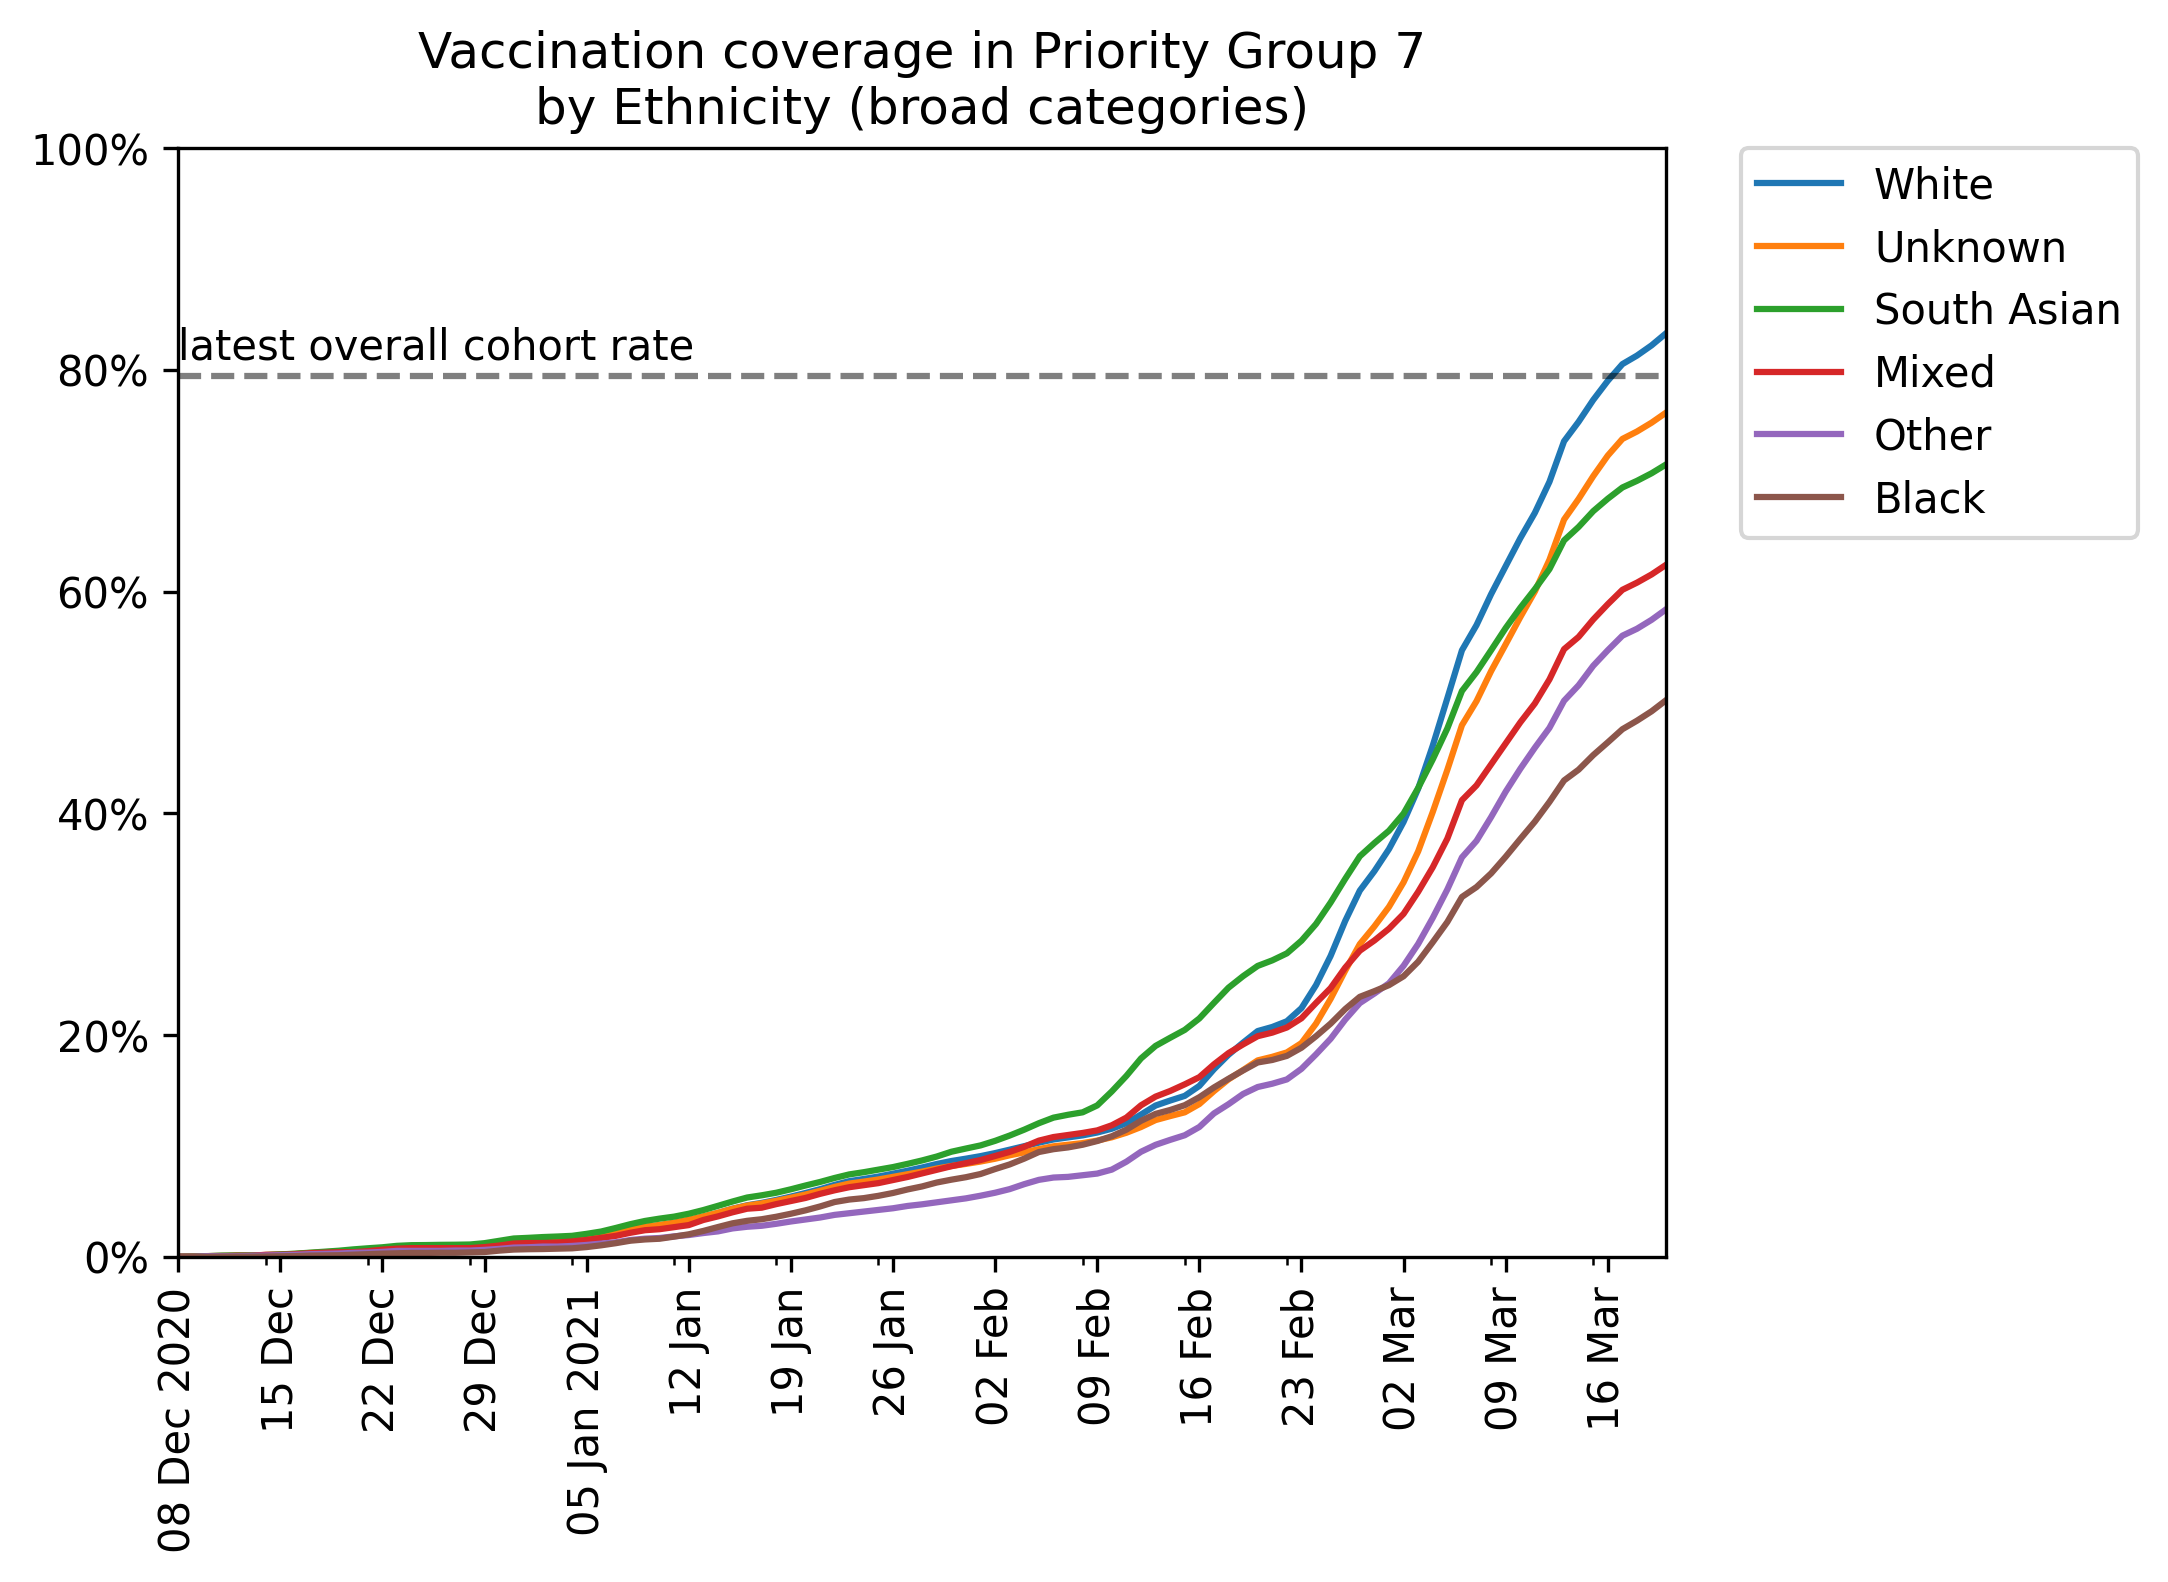 Vaccination coverage in Priority Group 7
by Ethnicity (broad categories)
100%
80%
60%
40%
20%
0%
latest overall cohort rate
White
Unknown
South Asian
Mixed
Other
Black
08 Dec 2020
15 Dec
22 Dec
29 Dec
05 Jan 2021
12 Jan
19 Jan
26 Jan
02 Feb
09 Feb
16 Feb
23 Feb
02 Mar
09 Mar
16 Mar